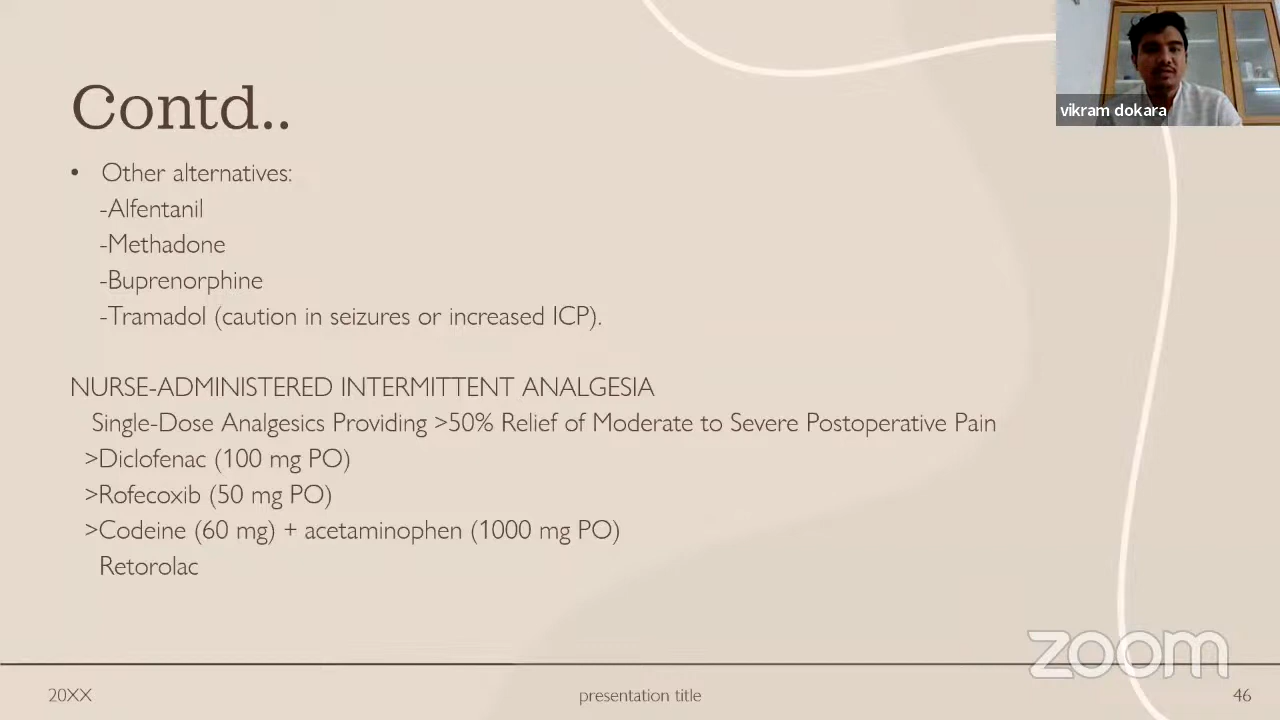 vikram dokara
Contd..
• Other alternatives:
-Alfentanil
-Methadone
-Buprenorphine
-Tramadol (caution in seizures or increased ICP).
NURSE-ADMINISTERED INTERMITTENT ANALGESIA
Single-Dose Analgesics Providing >50% Relief of Moderate to Severe Postoperative Pain
>Diclofenac (100 mg PO)
>Rofecoxib (50 mg PO)
>Codeine (60 mg) + acetaminophen (1000 mg PO)
Retorolac
zoom
20XX
presentation title
46